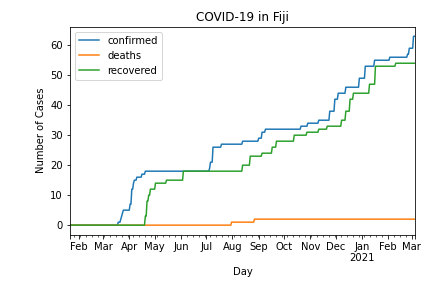 COVID-19 in Fiji
confirmed
deaths
recovered
Number of Cases
60
50
40
30
20
10
0
Feb Mar Apr May Jun Jul Aug Sep Oct Nov Dec Jan Feb Mar
2021
Day